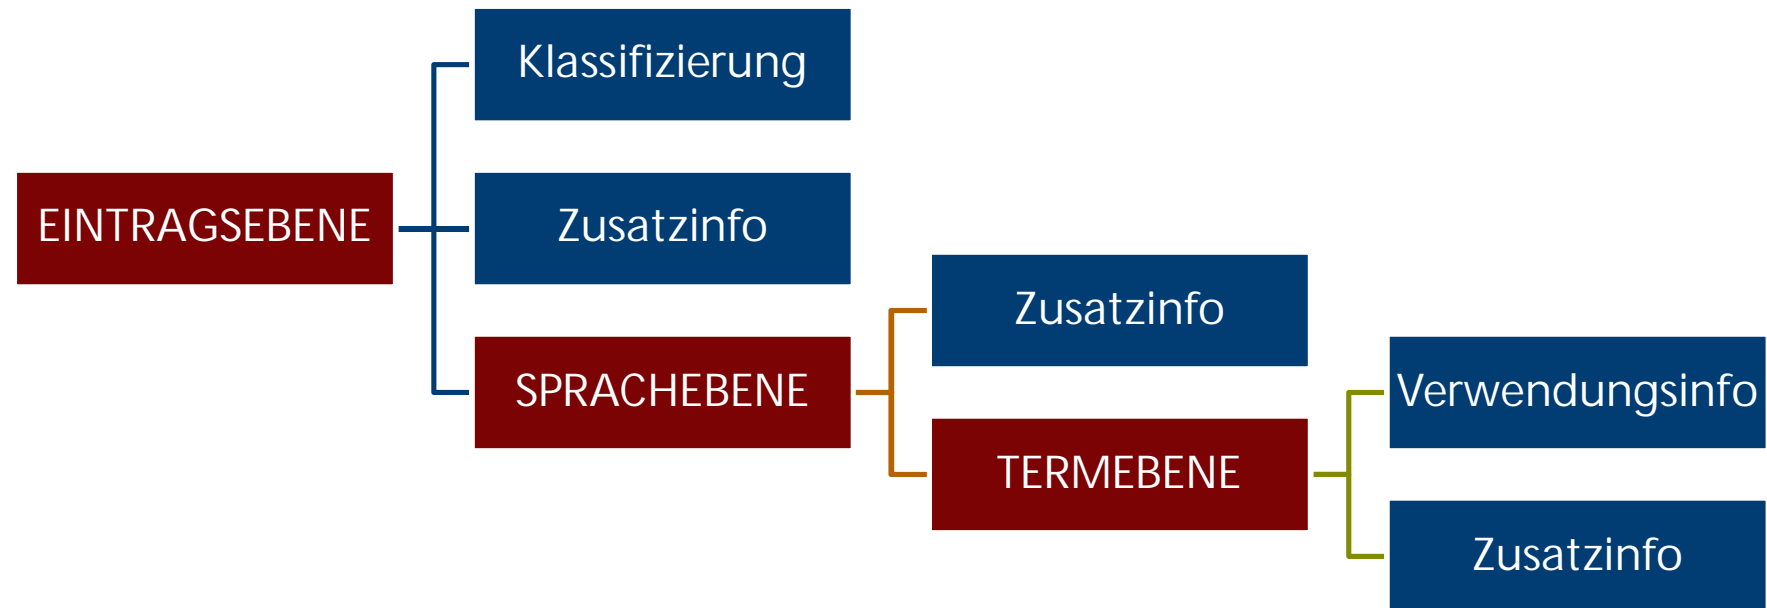 Klassifizierung
EINTRAGSEBENE
Zusatzinfo
Zusatzinfo
SPRACHEBENE
Verwendungsinfo
TERMEBENE
Zusatzinfo